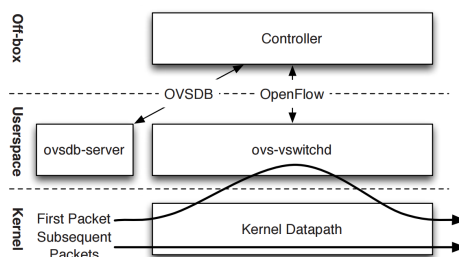 Off-box
Controller
OVSDB
OpenFlow
Userspace
ovsdb-server
ovs-vswitchd
Kernel
First Packet
Subsequent
Packets
Kernel Datapath